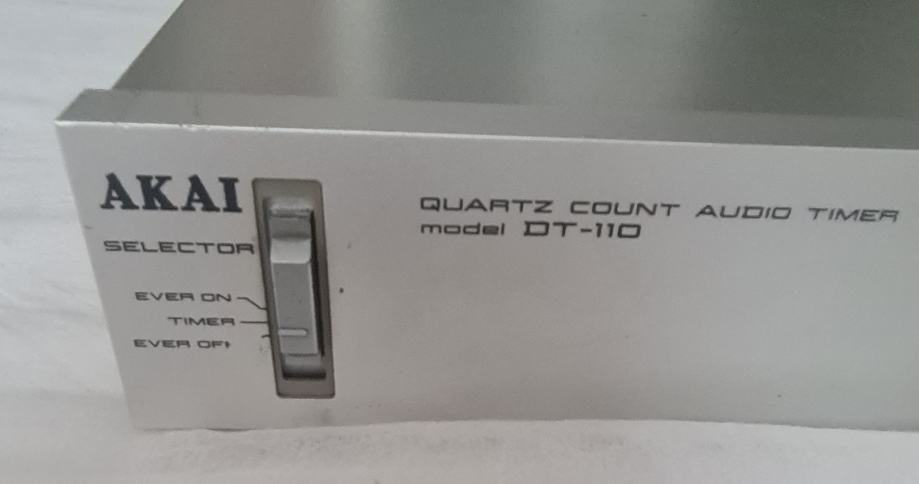 AKAI
SELECTOR
EVER ON
TIMER
EVER OFF
QUARTZ COUNT AUDIO TIMER
model DT-110